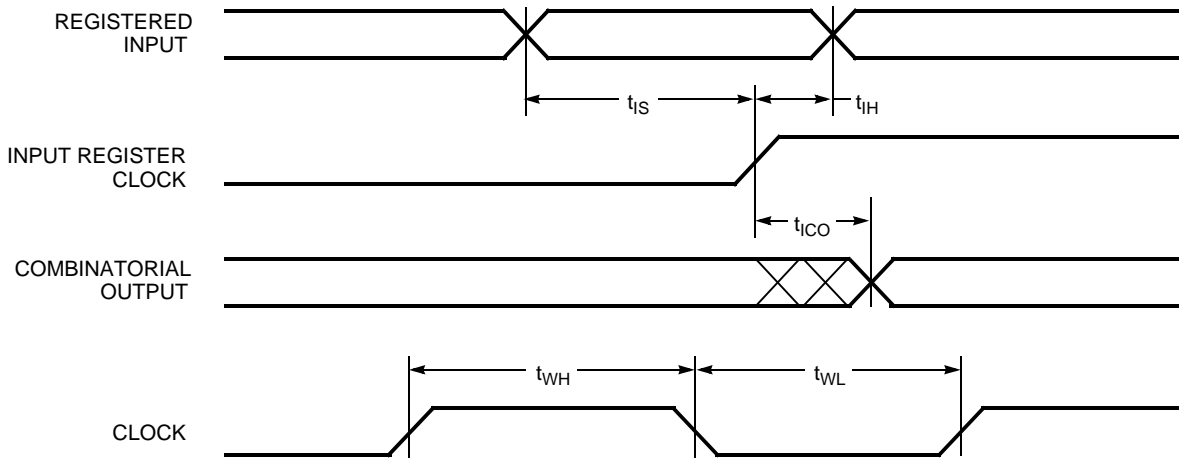 REGISTERED
INPUT
tIS
tIH
INPUT REGISTER
CLOCK
tICO
COMBINATORIAL
OUTPUT
tWH
tWL
CLOCK